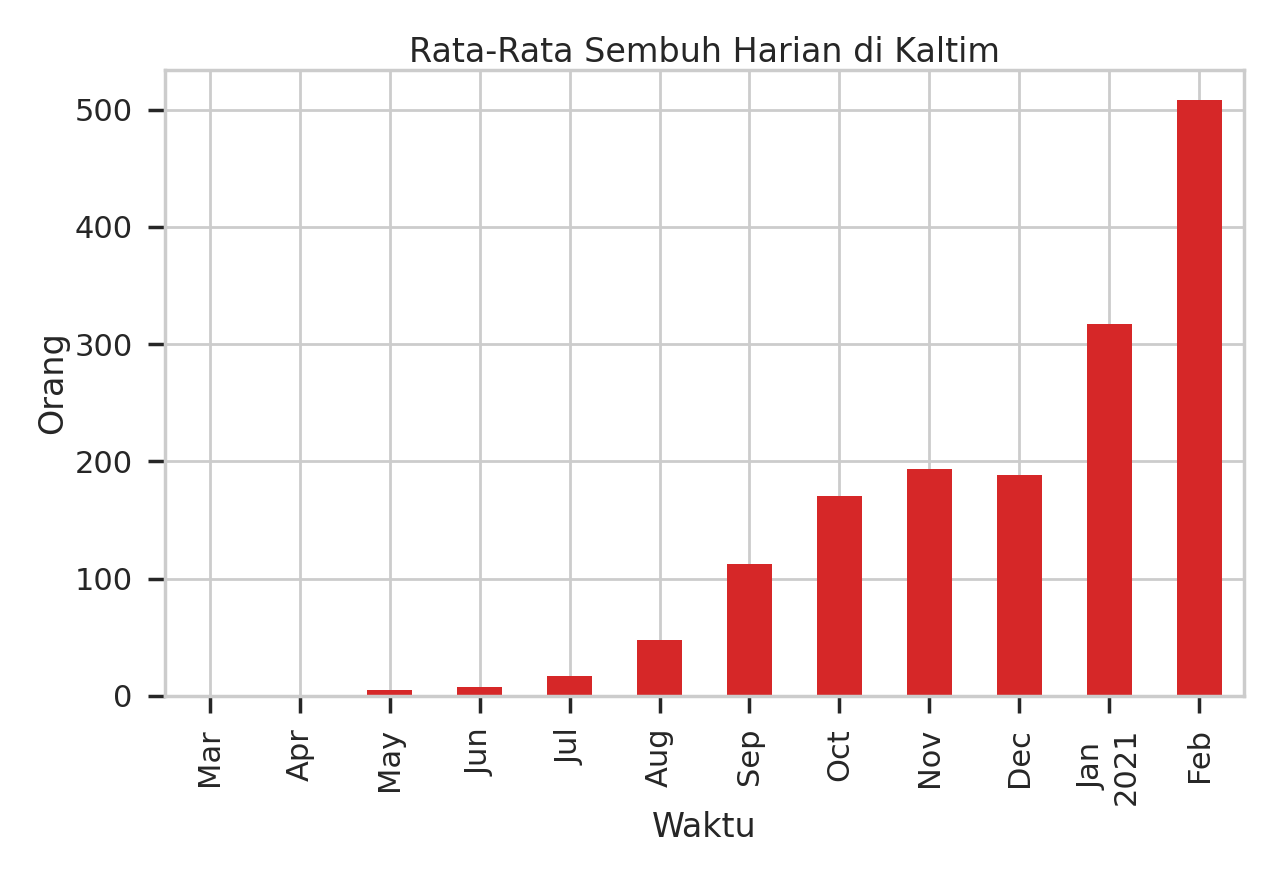 Rata-Rata Sembuh Harian di Kaltim
Orang
500
400
300
200
100
0
Mar
Apr
May
Jun
Jul
Aug
Sep
Oct
Nov
Dec
Jan
2021
Feb
Waktu